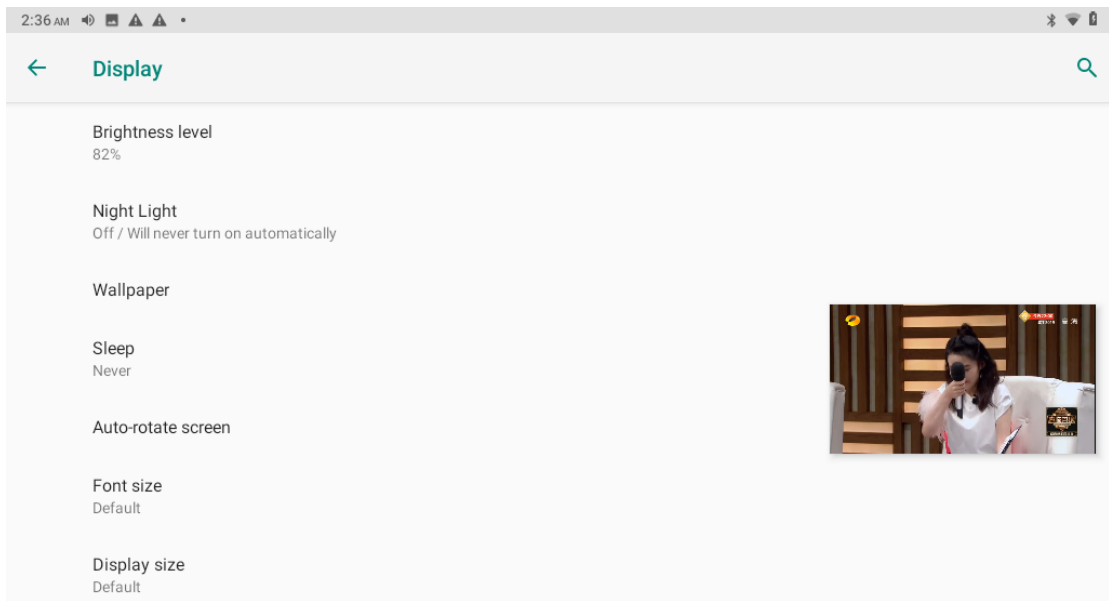 2:36 AM
Display
Brightness level
82%
Night Light
Off / Will never turn on automatically
Wallpaper
Sleep
Never
Auto-rotate screen
Font size
Default
Display size
Default